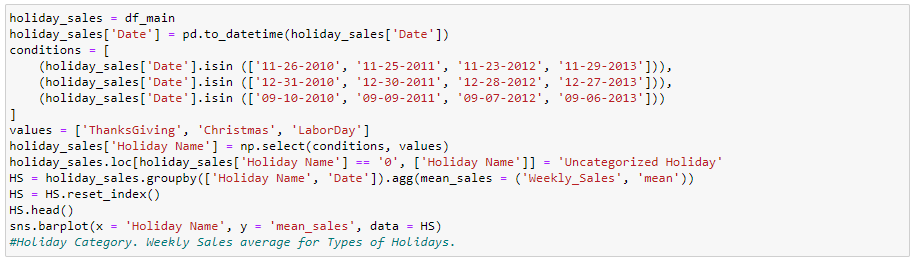 holiday_sales = df_main
holiday_sales['Date'] = pd.to_datetime(holiday_sales['Date'])
conditions = [
    (holiday_sales['Date'].isin (['11-26-2010', '11-25-2011', '11-23-2012', '11-29-2013'])),
    (holiday_sales['Date'].isin (['12-31-2010', '12-30-2011', '12-28-2012', '12-27-2013'])),
    (holiday_sales['Date'].isin (['09-10-2010', '09-09-2011', '09-07-2012', '09-06-2013']))
]
values = ['ThanksGiving', 'Christmas', 'LaborDay']
holiday_sales['Holiday Name'] = np.select(conditions, values)
holiday_sales.loc[holiday_sales['Holiday Name'] == '0', ['Holiday Name']] = 'Uncategorized Holiday'
HS = holiday_sales.groupby(['Holiday Name', 'Date']).agg(mean_sales = ('Weekly_Sales', 'mean'))
HS = HS.reset_index()
HS.head()
sns.barplot(x = 'Holiday Name', y = 'mean_sales', data = HS)
#Holiday Category. Weekly Sales average for Types of Holidays.